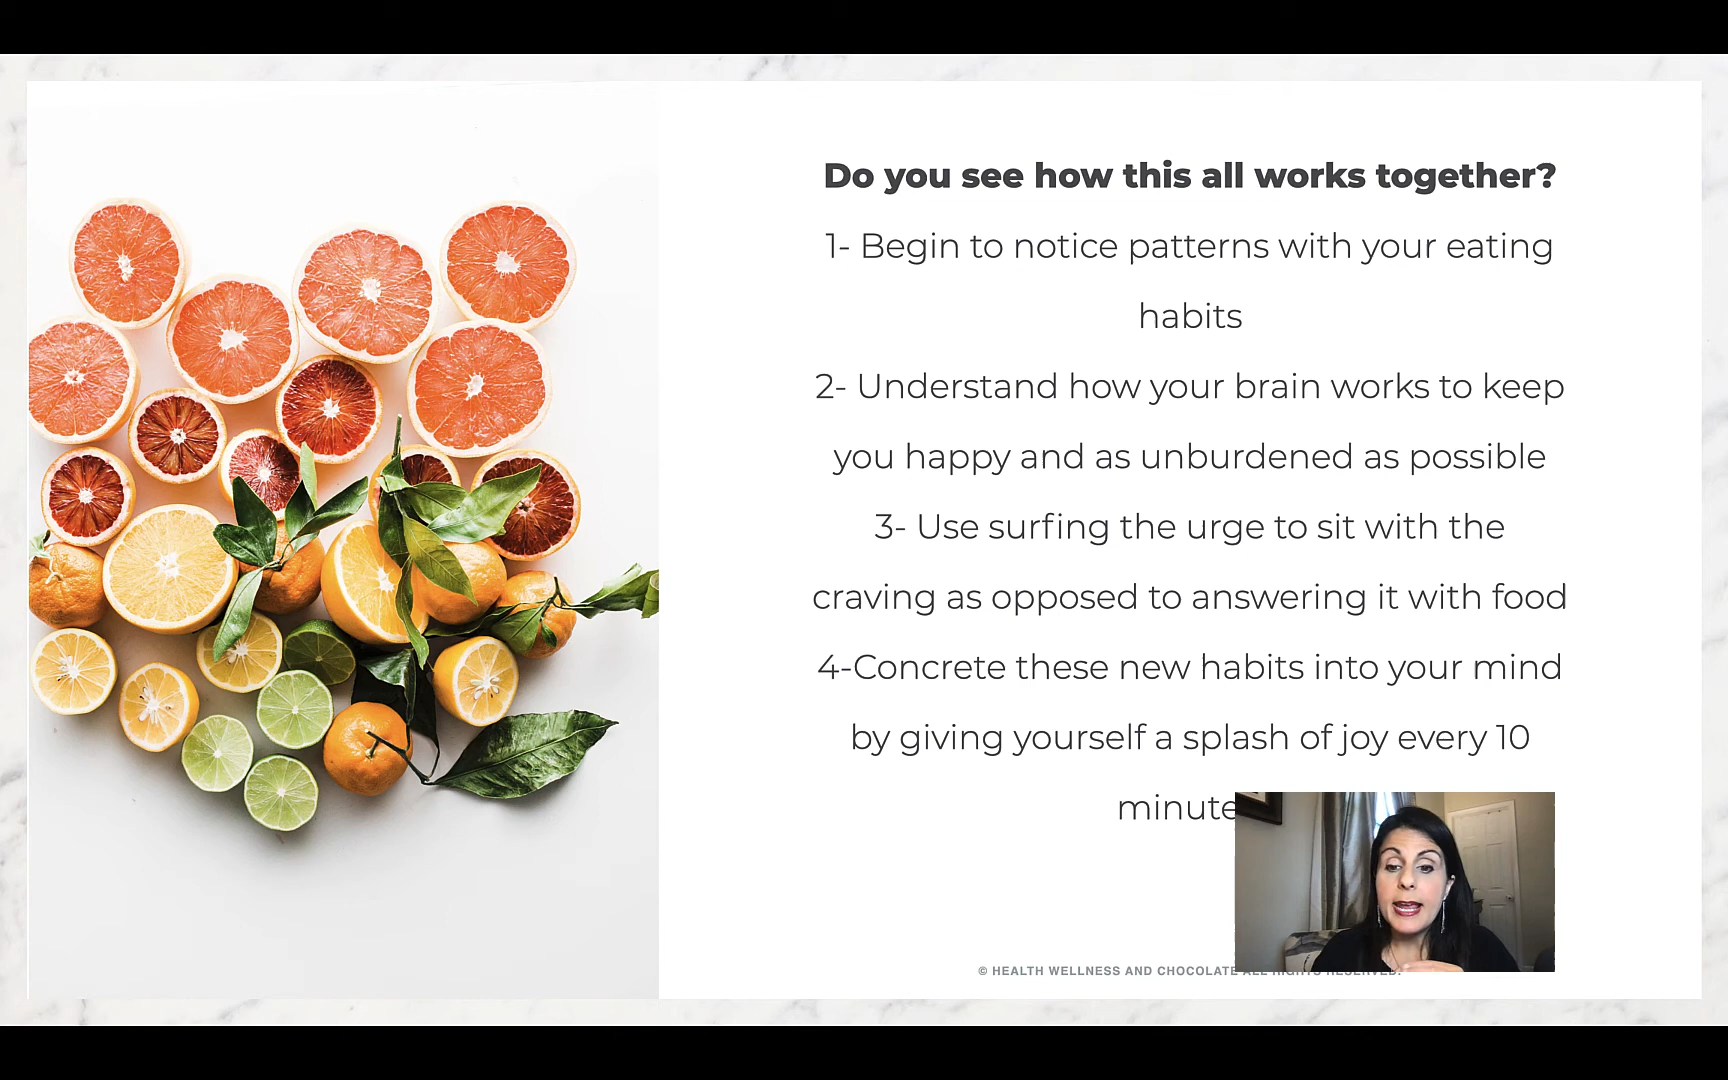 Do you see how this all works together?
1- Begin to notice patterns with your eating
habits
2- Understand how your brain works to keep
you happy and as unburdened as possible
3- Use surfing the urge to sit with the
craving as opposed to answering it with food
4-Concrete these new habits into your mind
by giving yourself a splash of joy every 10
© HEALTH WELLNESS AND CHOCOLATE ALL RIGHTS RESERVED.